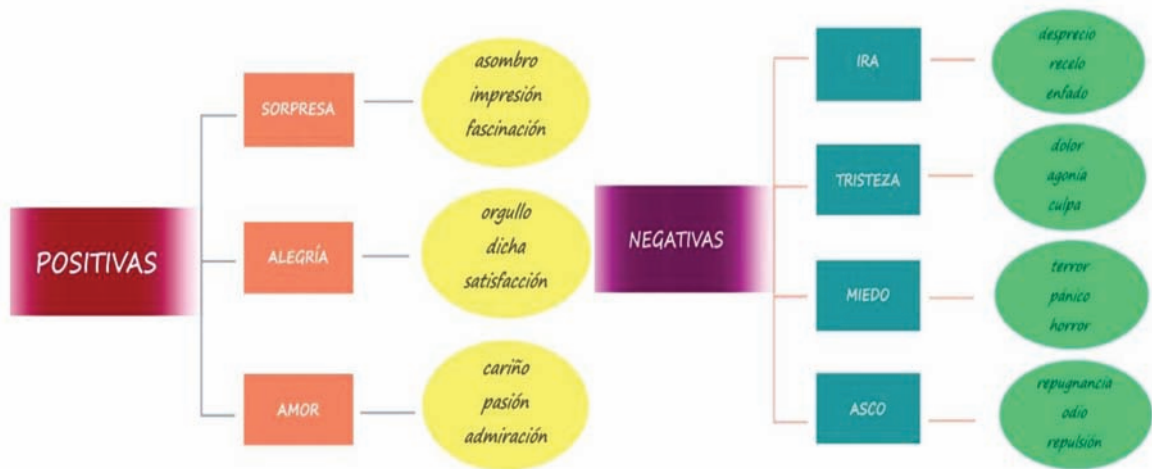 POSITIVAS
SORPRESA
asombro
impresión
fascinación
ALEGRÍA
orgullo
dicha
satisfacción
AMOR
cariño
pasión
admiración
NEGATIVAS
IRA
desprecio
recelo
enfado
TRISTEZA
dolor
agonía
culpa
MIEDO
terror
pánico
horror
ASCO
repugnancia
odio
repulsión